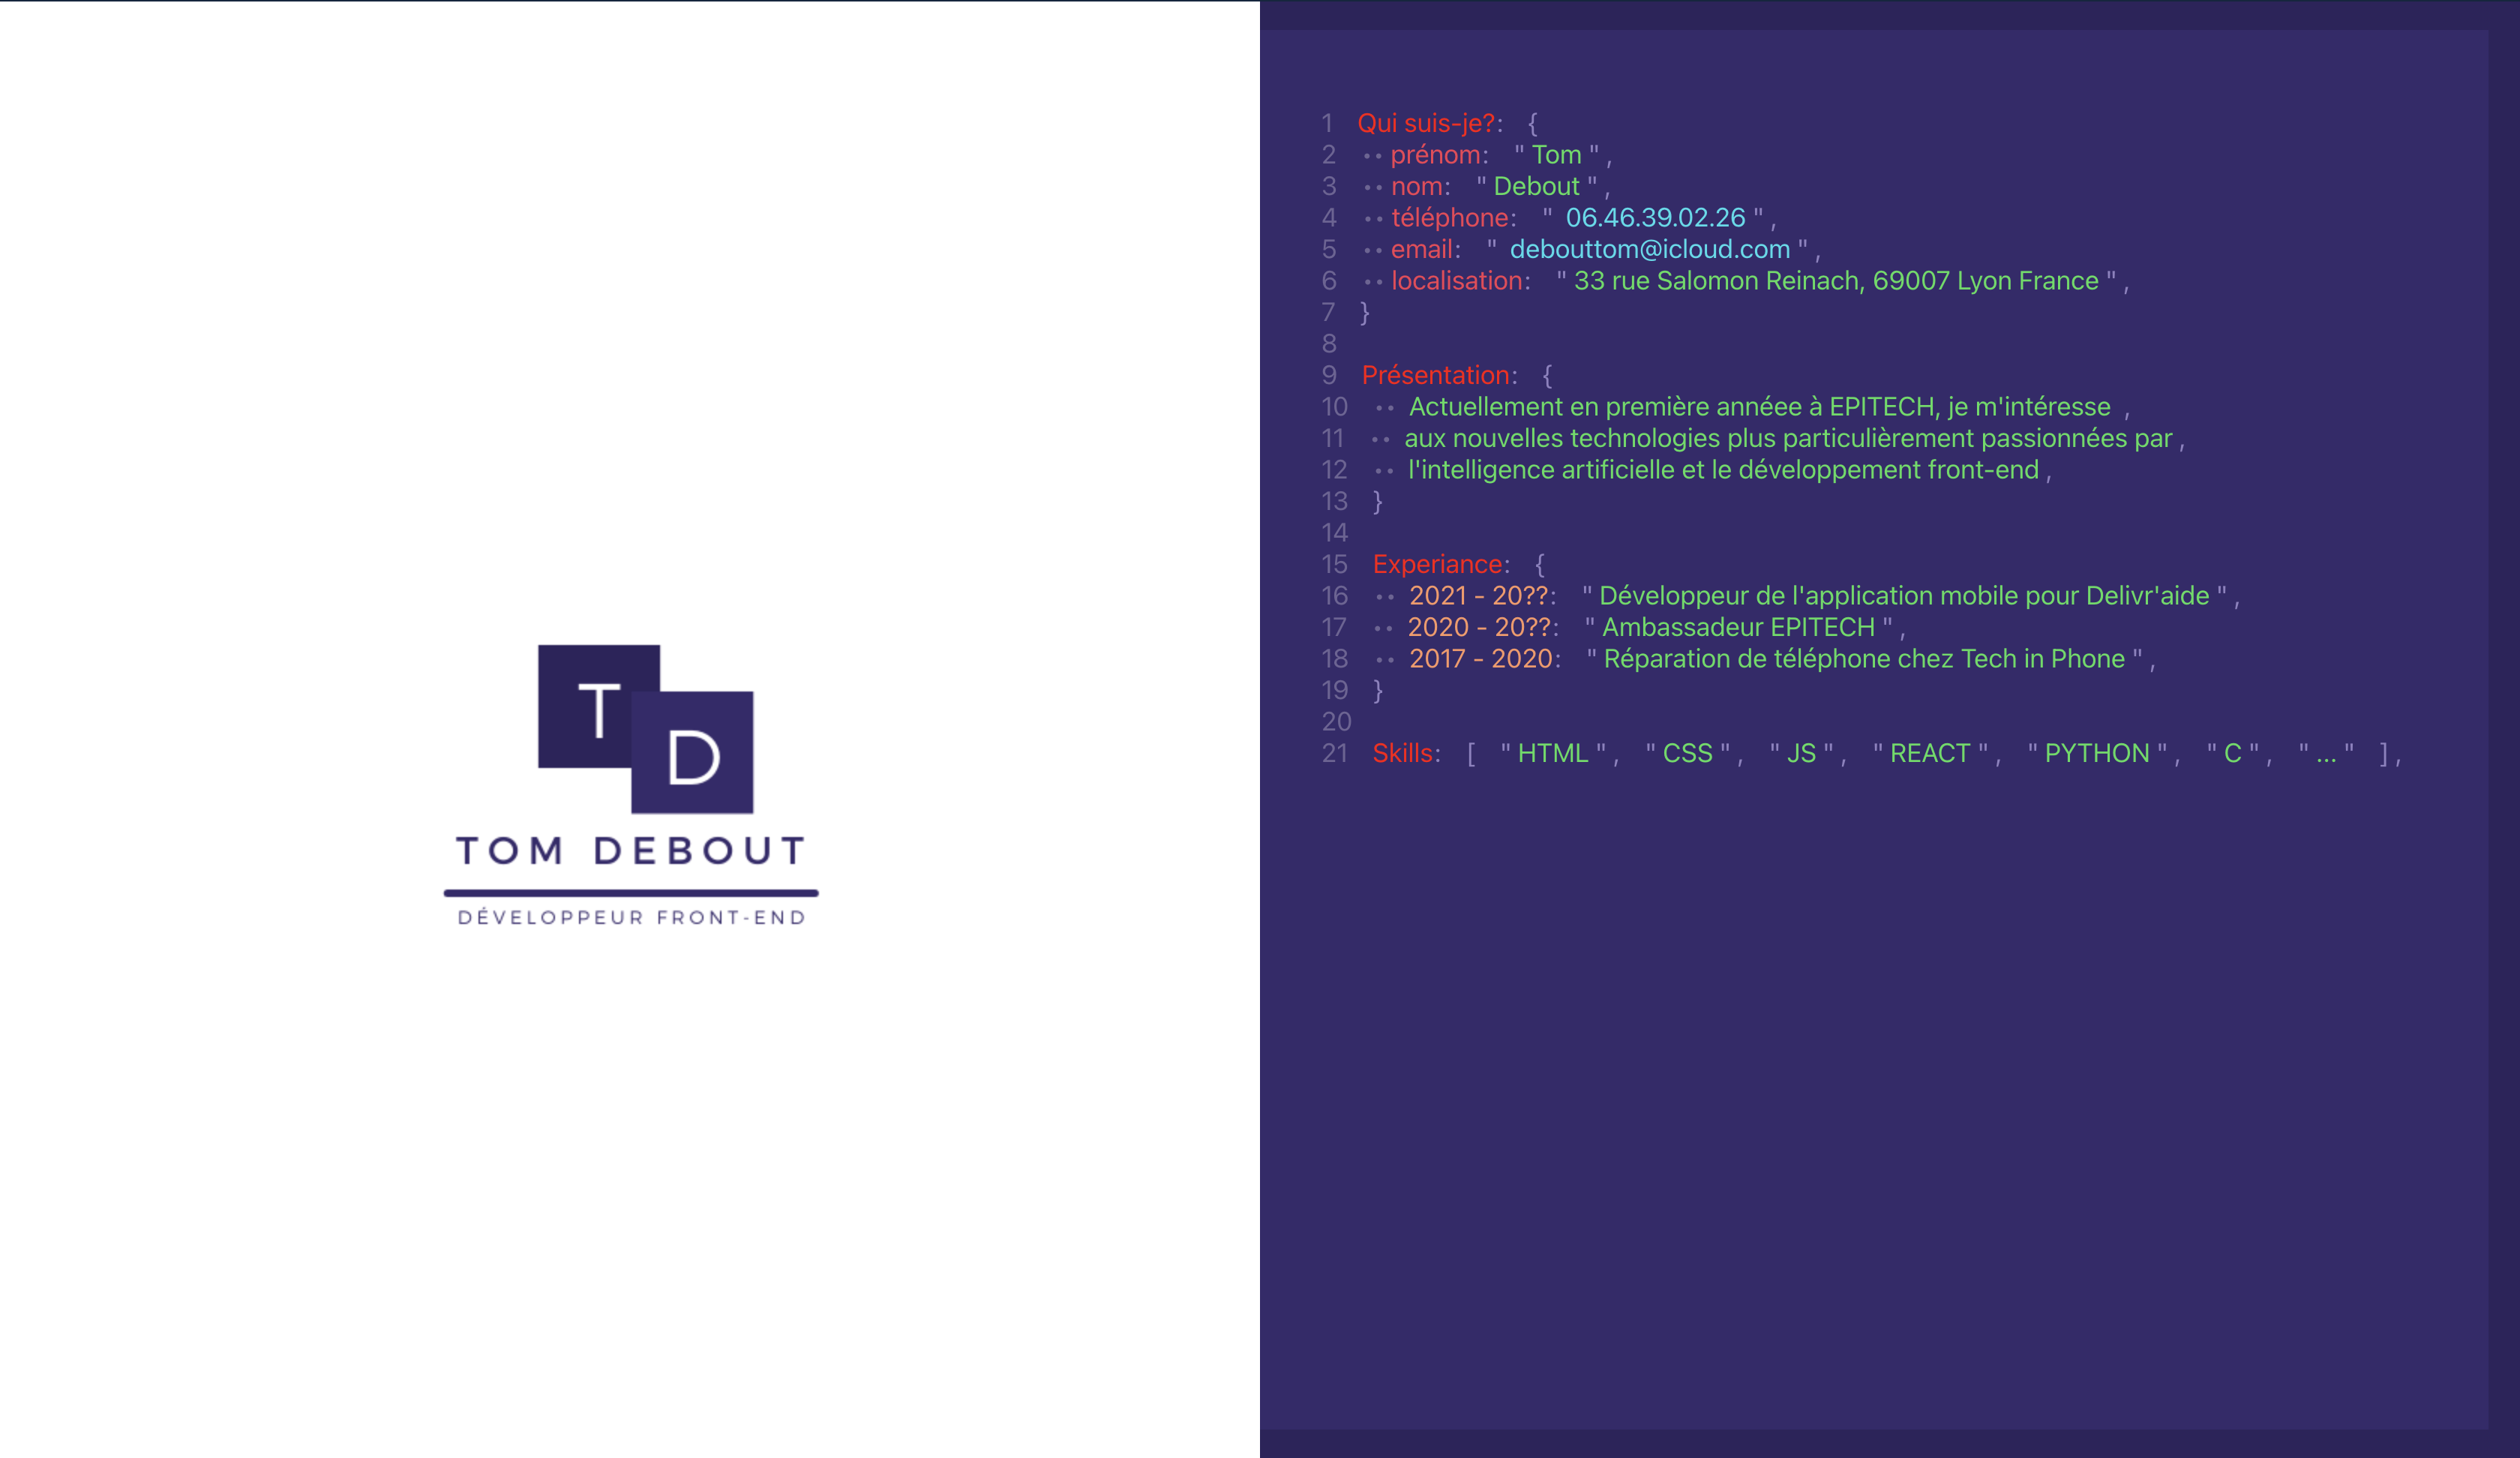 T
D
TOM DEBOUT
DÉVELOPPEUR FRONT-END
1 Qui suis-je?: {
2 •• prénom: " Tom ",
3 •• nom: " Debout ",
4 •• téléphone: " 06.46.39.02.26 ",
5 •• email: " debouttom@icloud.com ",
6 •• localisation: " 33 rue Salomon Reinach, 69007 Lyon France ",
7 }
8
9 Présentation: {
10 •• Actuellement en première annéee à EPITECH, je m'intéresse ,
11 •• aux nouvelles technologies plus particulièrement passionnées par ,
12 •• l'intelligence artificielle et le développement front-end ,
13 }
14
15 Experiance: {
16 •• 2021 - 20??: " Développeur de l'application mobile pour Delivr'aide ",
17 •• 2020 - 20??: " Ambassadeur EPITECH ",
18 •• 2017 - 2020: " Réparation de téléphone chez Tech in Phone ",
19 }
20
21 Skills: [ " HTML ", " CSS ", " JS ", " REACT ", " PYTHON ", " C ", " ... " ],